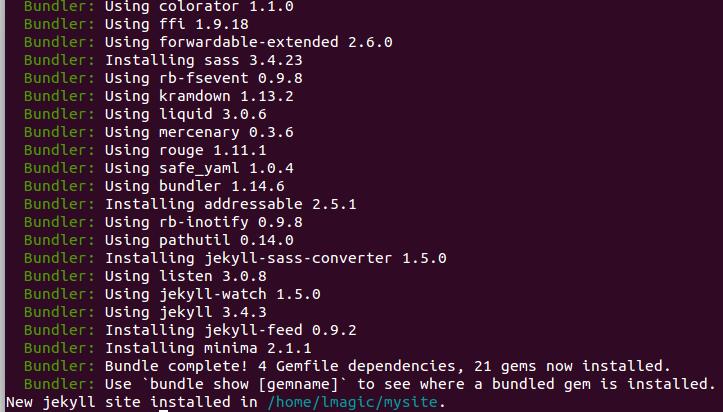 Bundler: Using colorator 1.1.0
Bundler: Using ffi 1.9.18
Bundler: Using forwardable-extended 2.6.0
Bundler: Installing sass 3.4.23
Bundler: Using rb-fsevent 0.9.8
Bundler: Using kramdown 1.13.2
Bundler: Using liquid 3.0.6
Bundler: Using mercenary 0.3.6
Bundler: Using rouge 1.11.1
Bundler: Using safe_yaml 1.0.4
Bundler: Using bundler 1.14.6
Bundler: Installing addressable 2.5.1
Bundler: Using rb-inotify 0.9.8
Bundler: Using pathutil 0.14.0
Bundler: Installing jekyll-sass-converter 1.5.0
Bundler: Using listen 3.0.8
Bundler: Using jekyll-watch 1.5.0
Bundler: Using jekyll 3.4.3
Bundler: Installing jekyll-feed 0.9.2
Bundler: Installing minima 2.1.1
Bundler: Bundle complete! 4 Gemfile dependencies, 21 gems now installed.
Bundler: Use `bundle show [gemname]` to see where a bundled gem is installed.
New jekyll site installed in /home/lmagic/mysite.